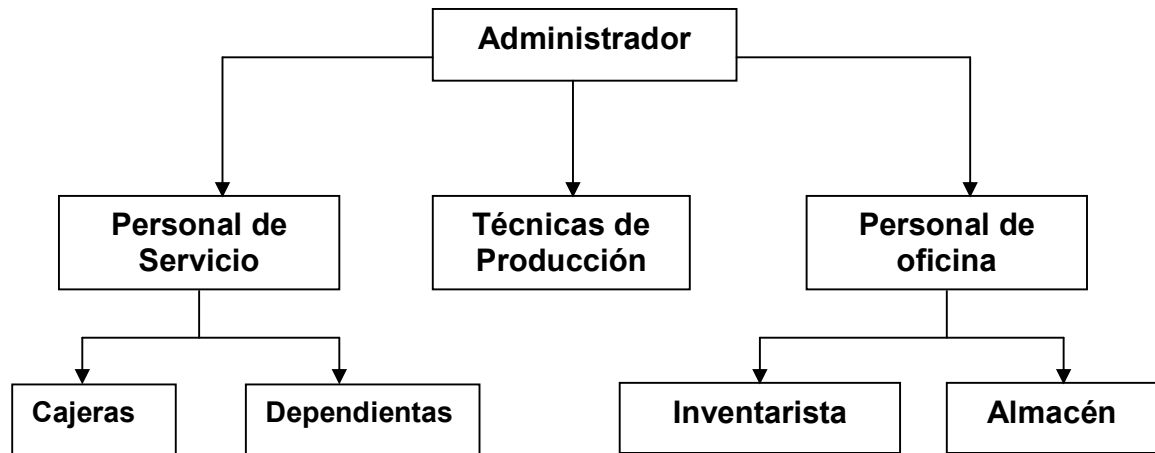 Administrador
Personal de
Servicio
Técnicas de
Producción
Personal de
oficina
Cajeras
Dependientas
Inventarista
Almacén